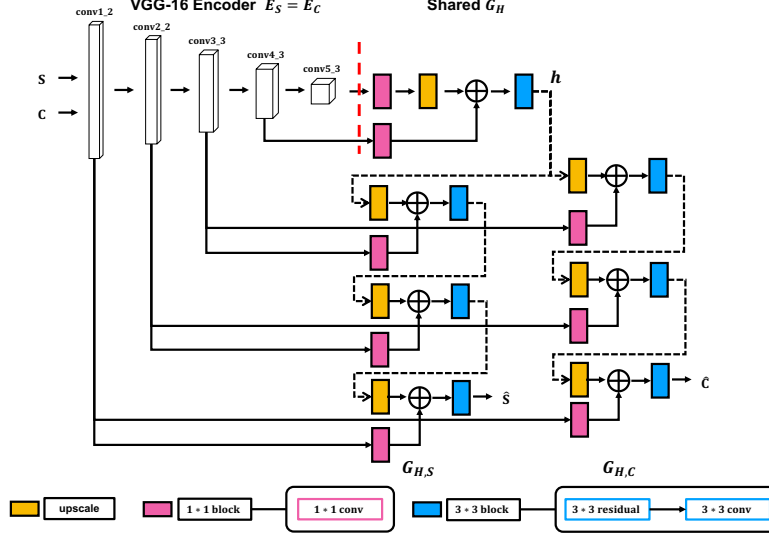 VGG-16 Encoder E_S = E_C
Shared G_H
conv1_2
conv2_2
conv3_3
conv4_3
conv5_3
S
C
h
Ŝ
Ĉ
G_{H,S}
G_{H,C}
upscale
1 * 1 block
1 * 1 conv
3 * 3 block
3 * 3 residual
3 * 3 conv